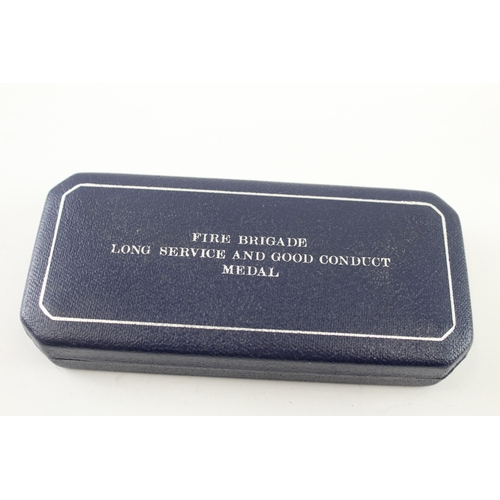 FIRE BRIGADE
LONG SERVICE AND GOOD CONDUCT
MEDAL